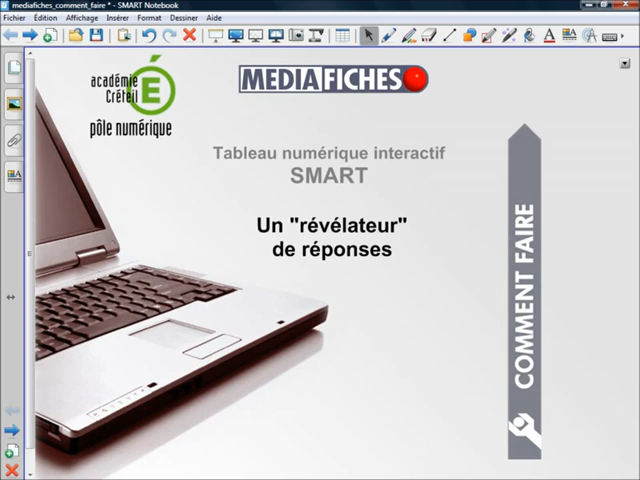 mediafiches_comment_faire * - SMART Notebook
Fichier Édition Affichage Insérer Format Dessiner Aide
académie
Créteil
pôle numérique
MEDIAFICHES
Tableau numérique interactif
SMART
Un "révélateur"
de réponses
COMMENT FAIRE